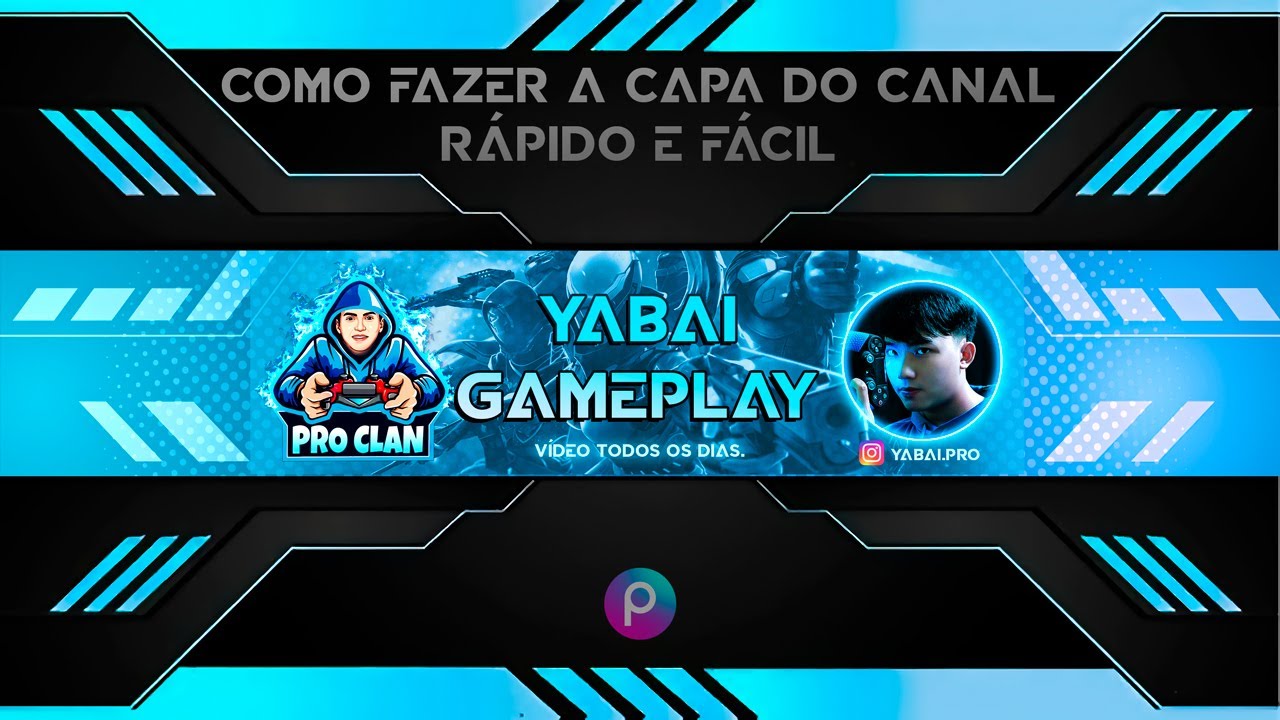 COMO FAZER A CAPA DO CANAL
RÁPIDO E FÁCIL
YABAI
GAMEPLAY
PRO CLAN
VÍDEO TODOS OS DIAS.
YABAI.PRO
P